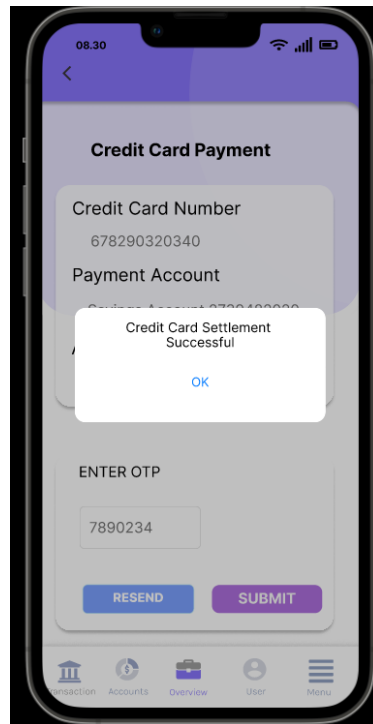 08.30
Credit Card Payment
Credit Card Number
678290320340
Payment Account
Credit Card Settlement
Successful
OK
ENTER OTP
7890234
RESEND
SUBMIT
Transaction
Accounts
Overview
User
Menu